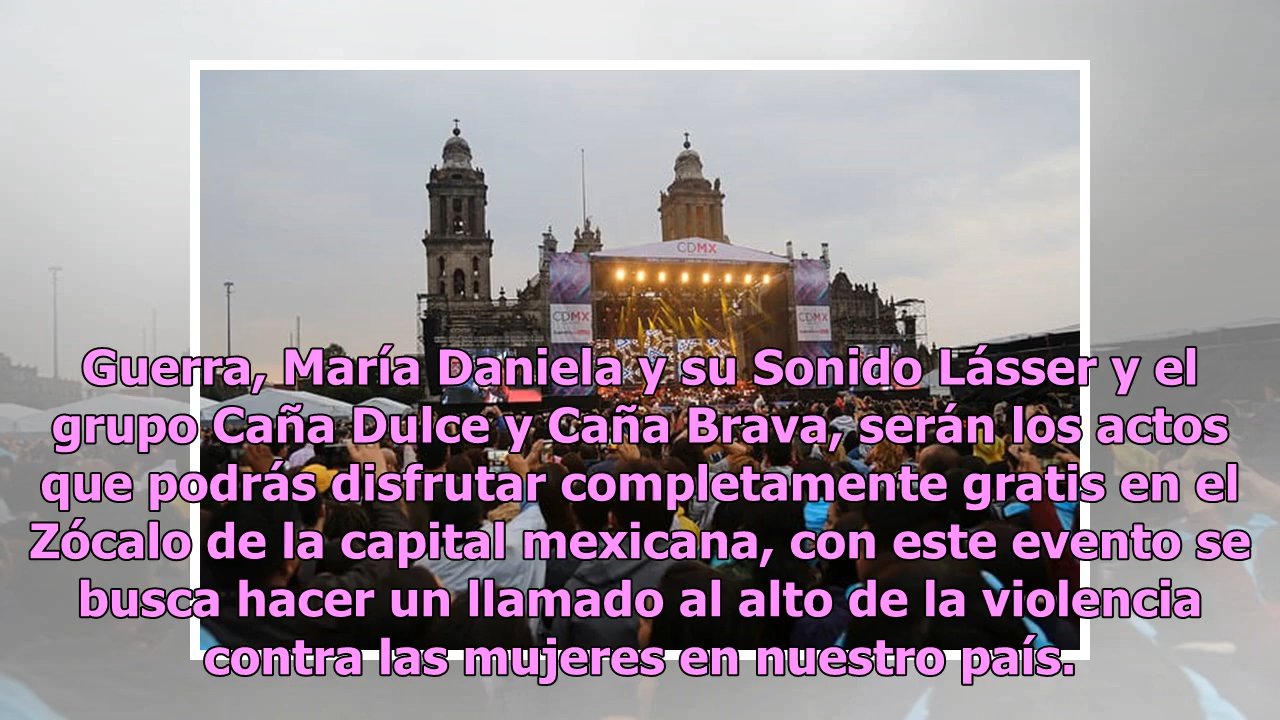 CDMX
CDMX
CDMX
Guerra, María Daniela y su Sonido Lásser y el
grupo Caña Dulce y Caña Brava, serán los actos
que podrás disfrutar completamente gratis en el
Zócalo de la capital mexicana, con este evento se
busca hacer un llamado al alto de la violencia
contra las mujeres en nuestro país.